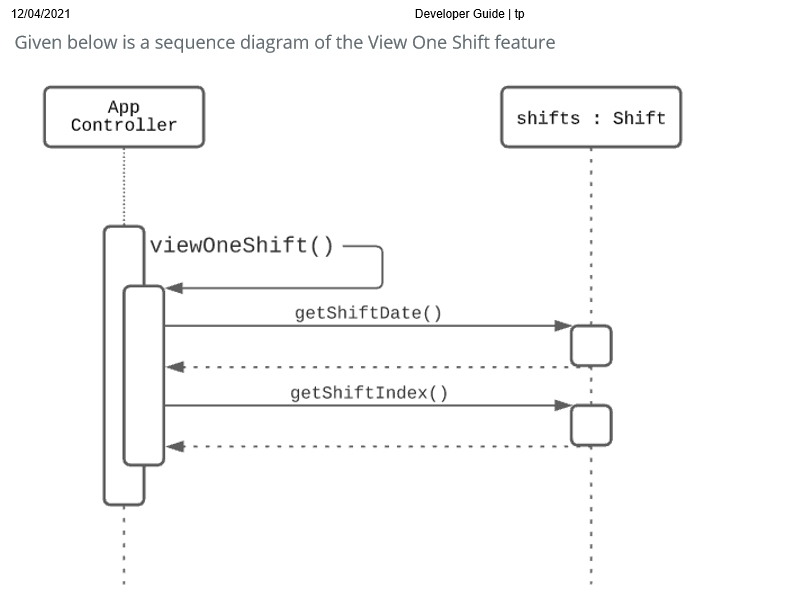 12/04/2021 Developer Guide | tp
Given below is a sequence diagram of the View One Shift feature
App
Controller
shifts : Shift
viewOneShift()
getShiftDate()
getShiftIndex()